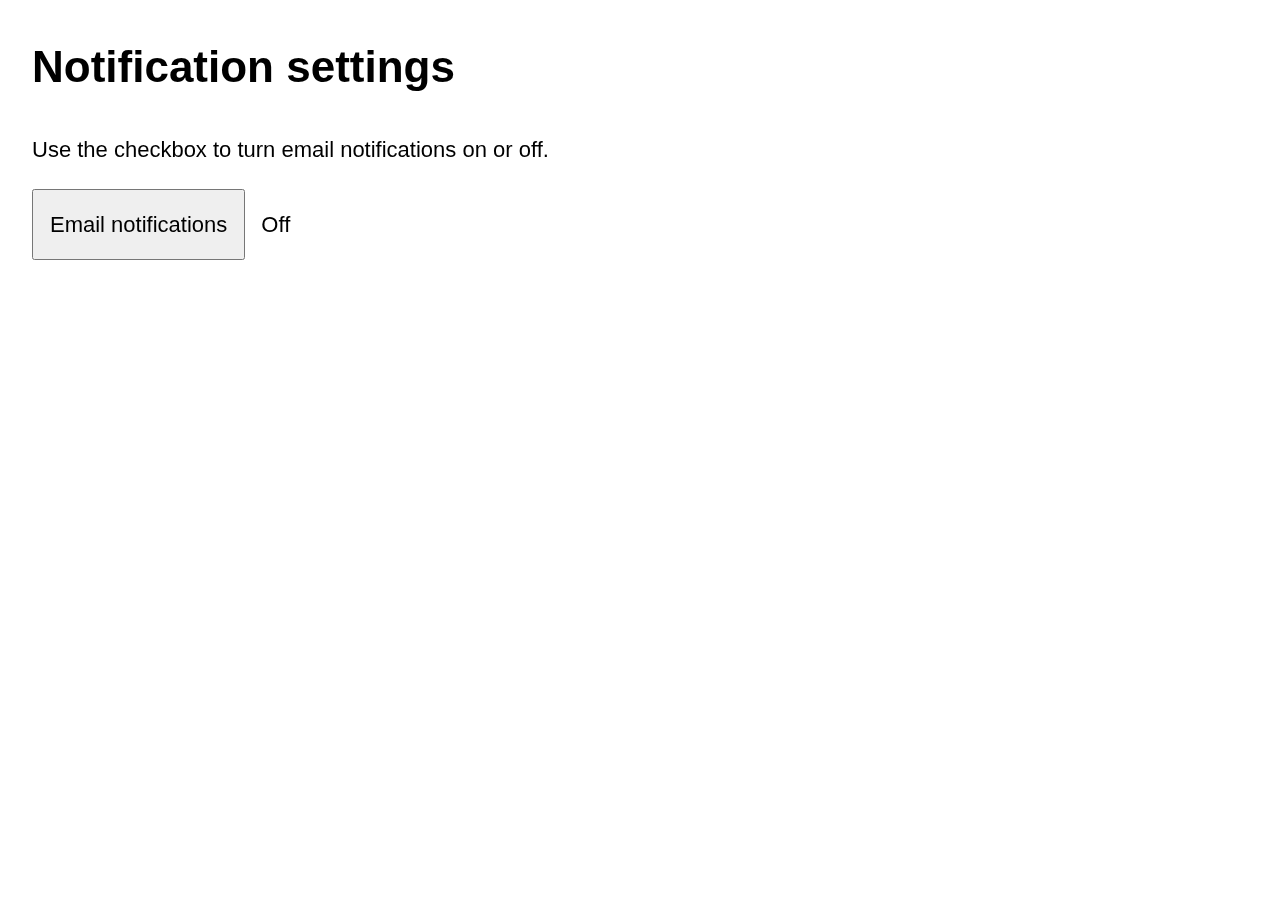 Notification settings
Use the checkbox to turn email notifications on or off.
Email notifications Off